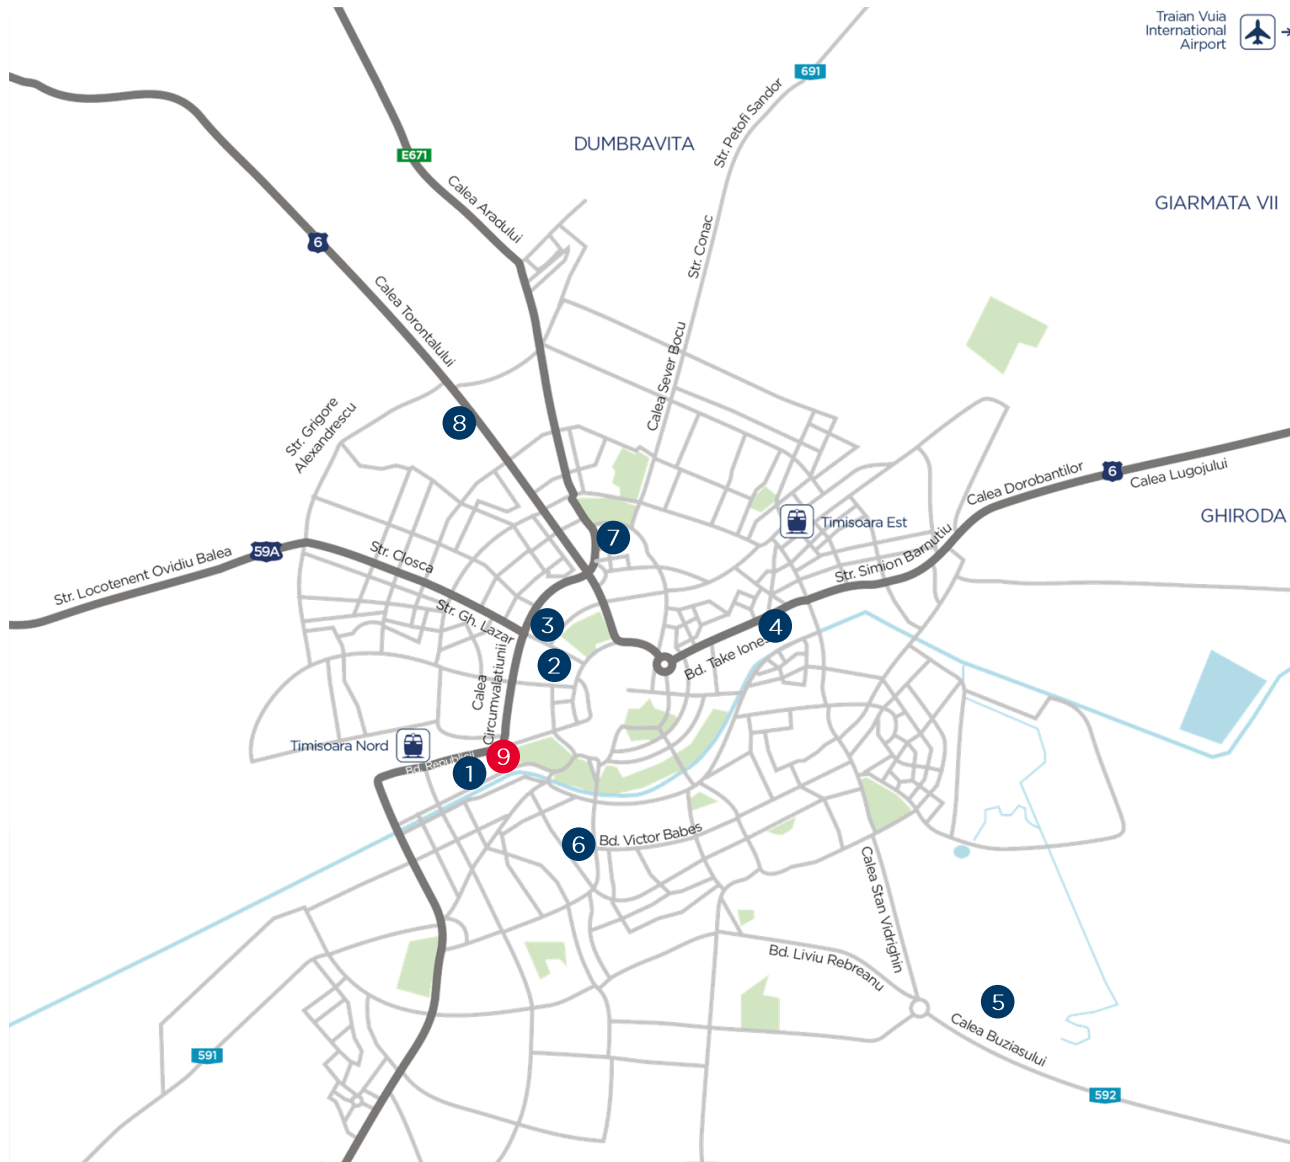 Traian Vuia
International
Airport
691
Str. Petofi Sandor
DUMBRAVITA
E671
Calea Aradului
GIARMATA VII
6
Str. Conac
Calea Torontalului
Calea Sever Bocu
Str. Grigore
Alexandrescu
8
Calea Dorobantilor
6
Calea Lugojului
GHIRODA
Timisoara Est
7
Str. Simion Barnutiu
59A
Str. Closca
Str. Locotenent Ovidiu Balea
Str. Gh. Lazar
3
4
Bd. Take Iones
2
Calea
Circumvalatiunii
Timisoara Nord
Bd. Republicii
9
1
6
Bd. Victor Babes
Calea Stan Vidrighin
Bd. Liviu Rebreanu
5
Calea Buziasului
591
592